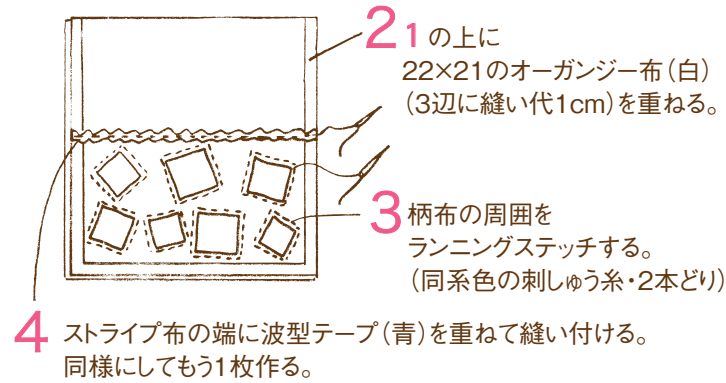 2 1の上に
22×21のオーガンジー布（白）
（3辺に縫い代1cm）を重ねる。
3 柄布の周囲を
ランニングステッチする。
（同系色の刺しゅう糸・2本どり）
4 ストライプ布の端に波型テープ（青）を重ねて縫い付ける。
同様にしてもう1枚作る。